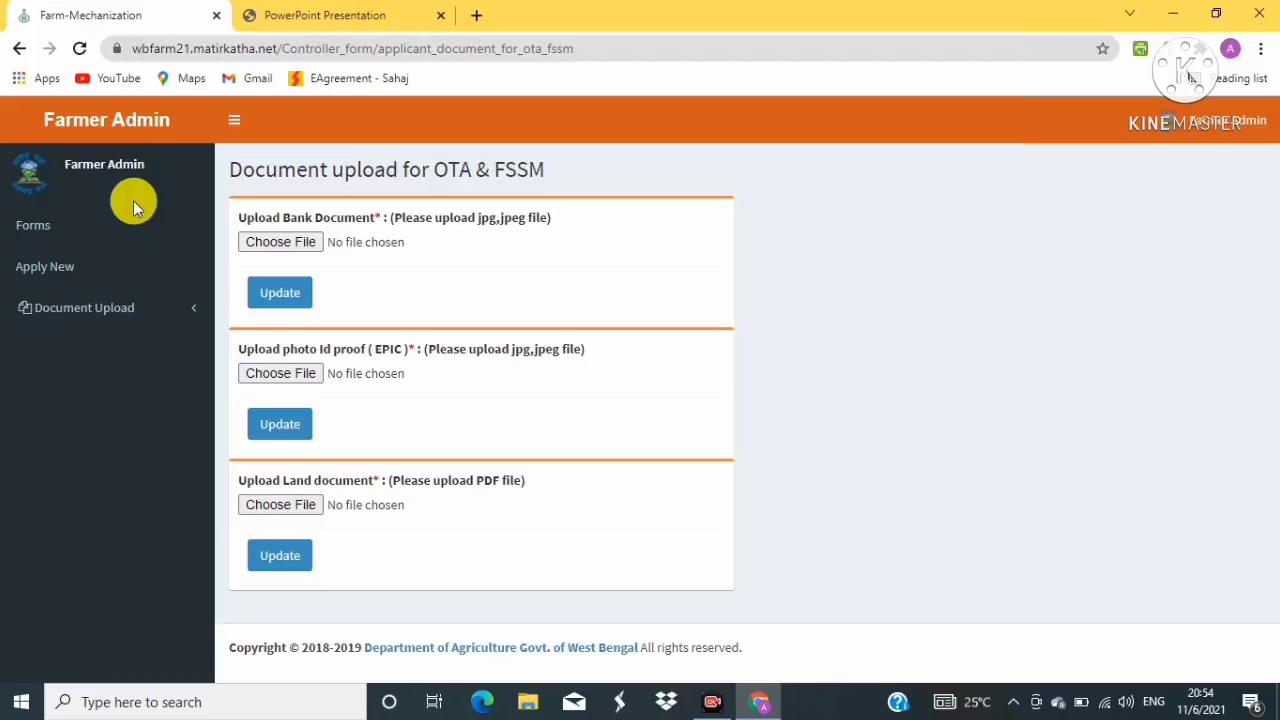 Farm-Mechanization
PowerPoint Presentation
wbfarm21.matirkatha.net/Controller_form/applicant_document_for_ota_fssm
A
Apps
YouTube
Maps
Gmail
EAgreement - Sahaj
eading list
Farmer Admin
KINEMASTER
Farmer Admin
Document upload for OTA & FSSM
Upload Bank Document* : (Please upload jpg,jpeg file)
Choose File No file chosen
Forms
Apply New
Update
Document Upload
Upload photo Id proof ( EPIC )* : (Please upload jpg,jpeg file)
Choose File No file chosen
Update
Upload Land document* : (Please upload PDF file)
Choose File No file chosen
Update
Copyright © 2018-2019 Department of Agriculture Govt. of West Bengal All rights reserved.
Type here to search
25°C
ENG
20:54
11/6/2021
6